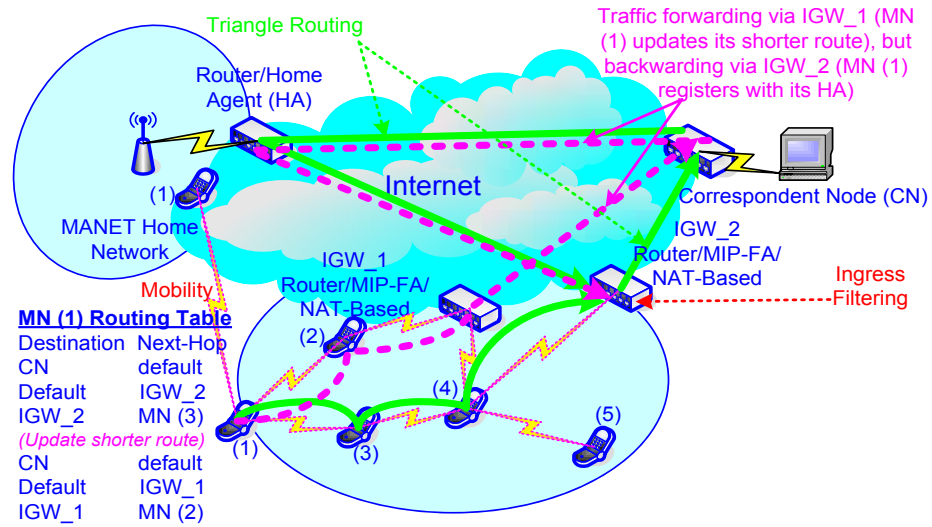 Triangle Routing
Traffic forwarding via IGW_1 (MN
(1) updates its shorter route), but
backwarding via IGW_2 (MN (1)
registers with its HA)
Router/Home
Agent (HA)
Internet
Correspondent Node (CN)
(1)
MANET Home
Network
IGW_2
Router/MIP-FA/
NAT-Based
IGW_1
Router/MIP-FA/
NAT-Based
Ingress
Filtering
Mobility
(2)
MN (1) Routing Table
Destination Next-Hop
CN default
Default IGW_2
IGW_2 MN (3)
(Update shorter route)
CN default
Default IGW_1
IGW_1 MN (2)
(4)
(5)
(1)
(3)